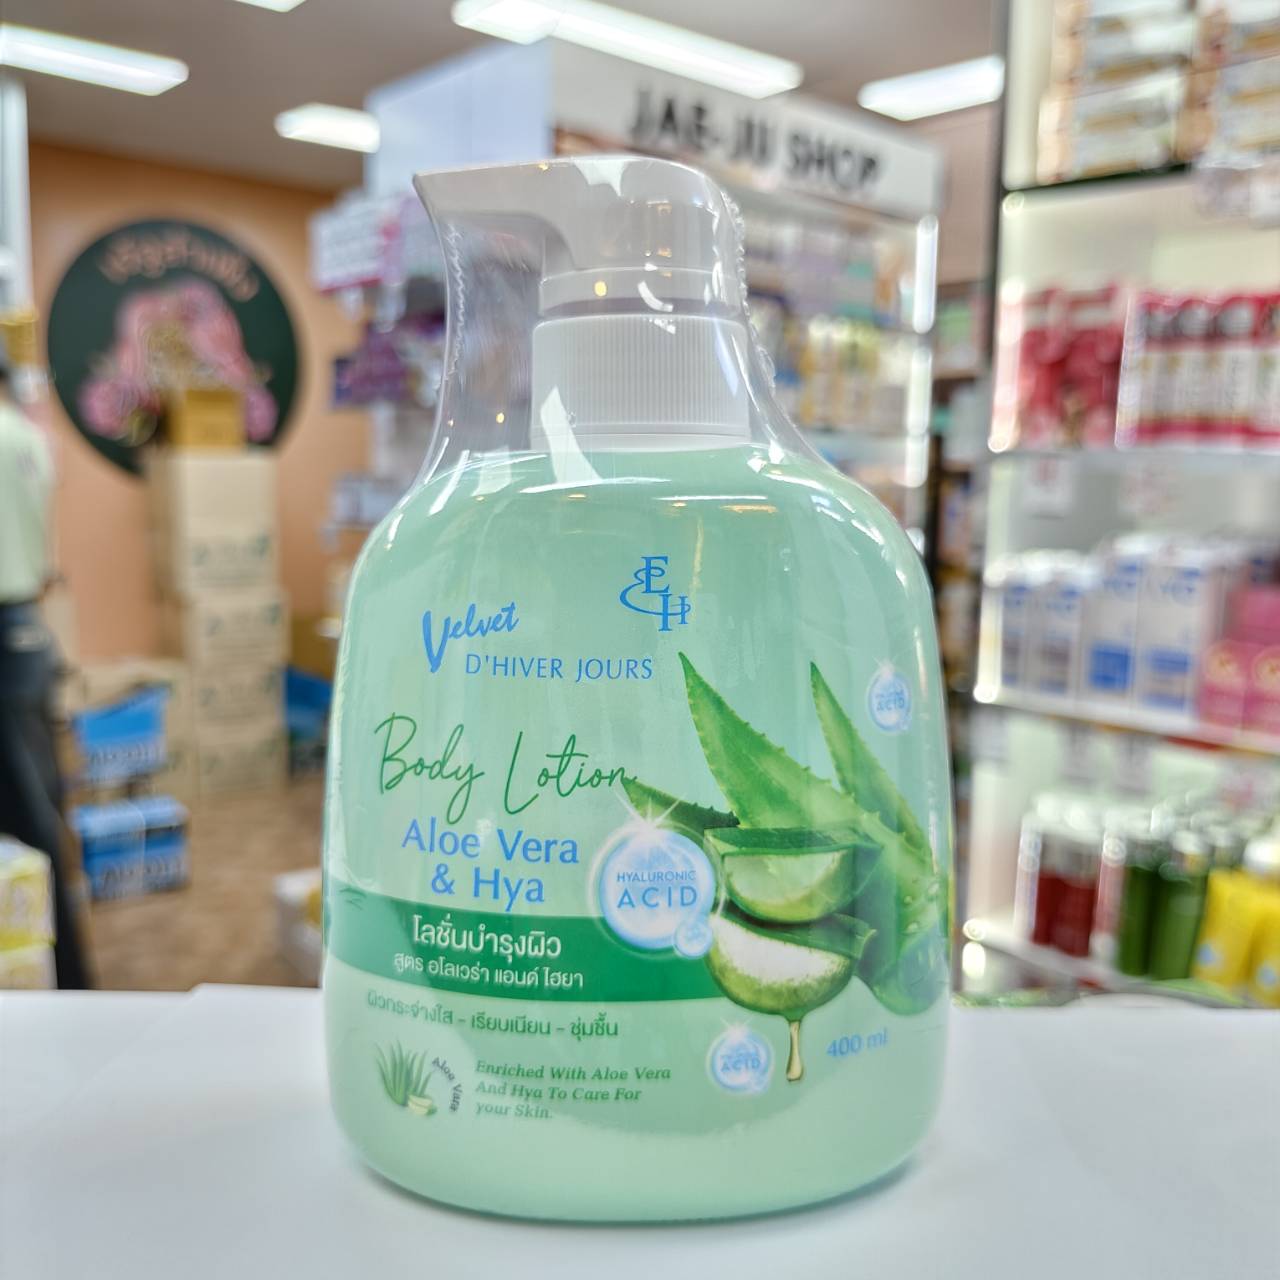 JAE-JU SHOP
EH
Velvet
D'HIVER JOURS
Body Lotion
Aloe Vera
& Hya
HYALURONIC
ACID
โลชั่นบำรุงผิว
สูตร อโลเวร่า แอนด์ ไฮยา
ผิวกระจ่างใส - เรียบเนียน - ชุ่มชื้น
Aloe Vara
Enriched With Aloe Vera
And Hya To Care For
your Skin.
400 ml
ACID
ACID